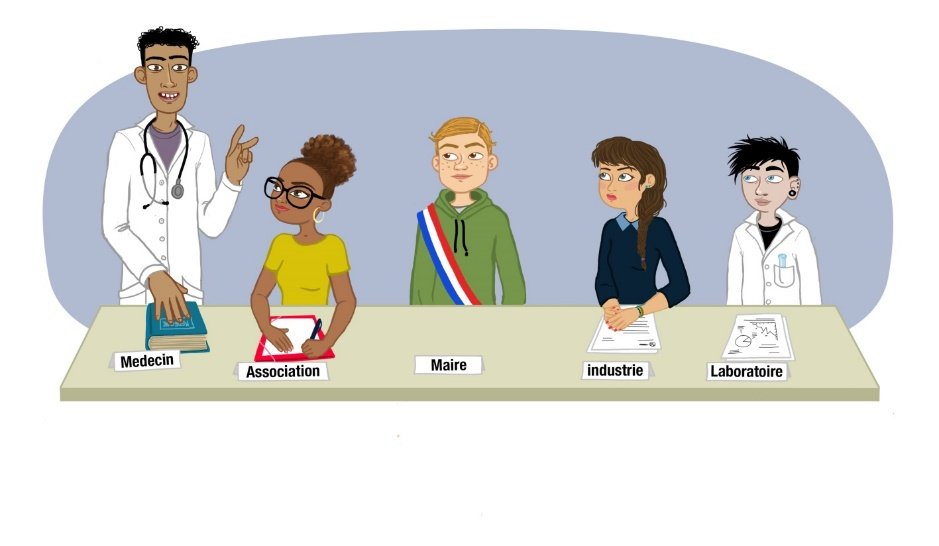 Medecin
Association
Maire
industrie
Laboratoire